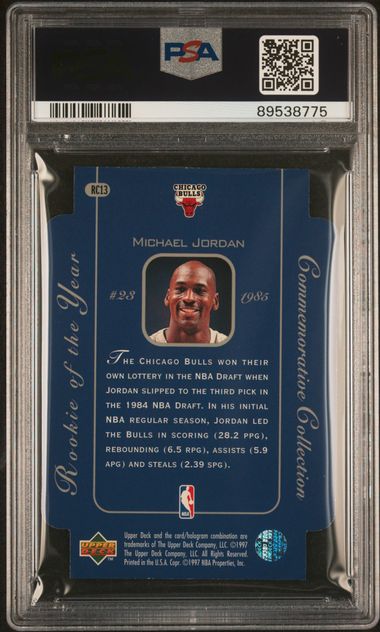 PSA
89538775
RC13
CHICAGO
BULLS
MICHAEL JORDAN
#23
1985
Rookie of the Year
Commemorative Collection
THE CHICAGO BULLS WON THEIR
OWN LOTTERY IN THE NBA DRAFT WHEN
JORDAN SLIPPED TO THE THIRD PICK IN
THE 1984 NBA DRAFT. IN HIS INITIAL
NBA REGULAR SEASON, JORDAN LED
THE BULLS IN SCORING (28.2 PPG),
REBOUNDING (6.5 RPG), ASSISTS (5.9
APG) AND STEALS (2.39 SPG).
NBA
UPPER
DECK
TM
Upper Deck and the card/hologram combination are
trademarks of The Upper Deck Company, LLC. ©1997
The Upper Deck Company, LLC. All Rights Reserved.
Printed in the U.S.A. Copr. ©1997 NBA Properties, Inc.